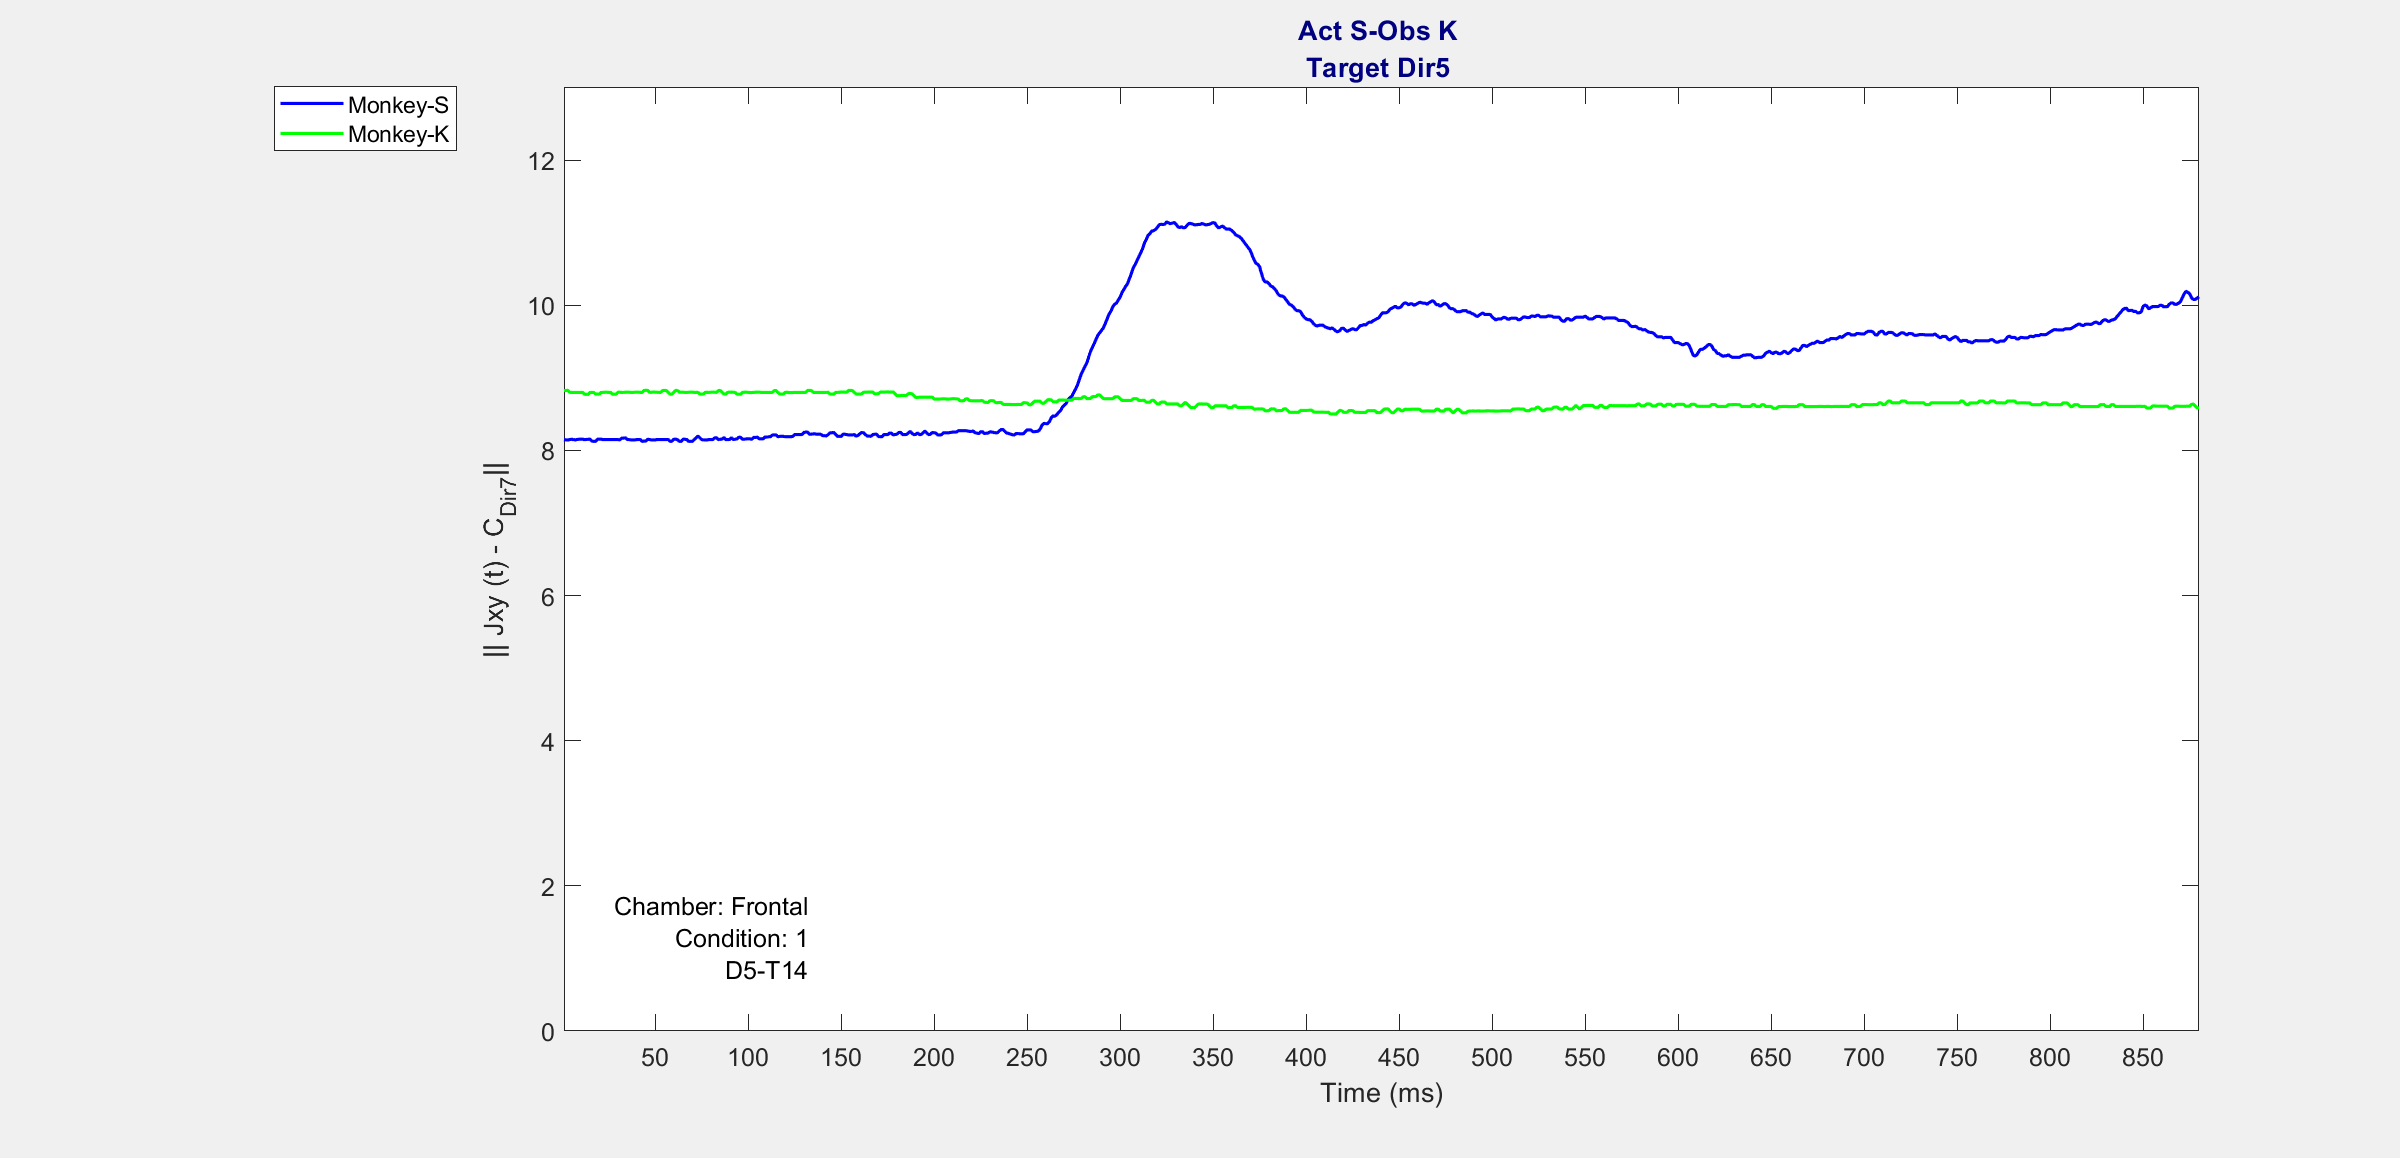 Act S-Obs K
Target Dir5
Monkey-S
Monkey-K
12
10
8
6
4
2
0
|| Jxy (t) - C_Dir7||
Chamber: Frontal
Condition: 1
D5-T14
50 100 150 200 250 300 350 400 450 500 550 600 650 700 750 800 850
Time (ms)